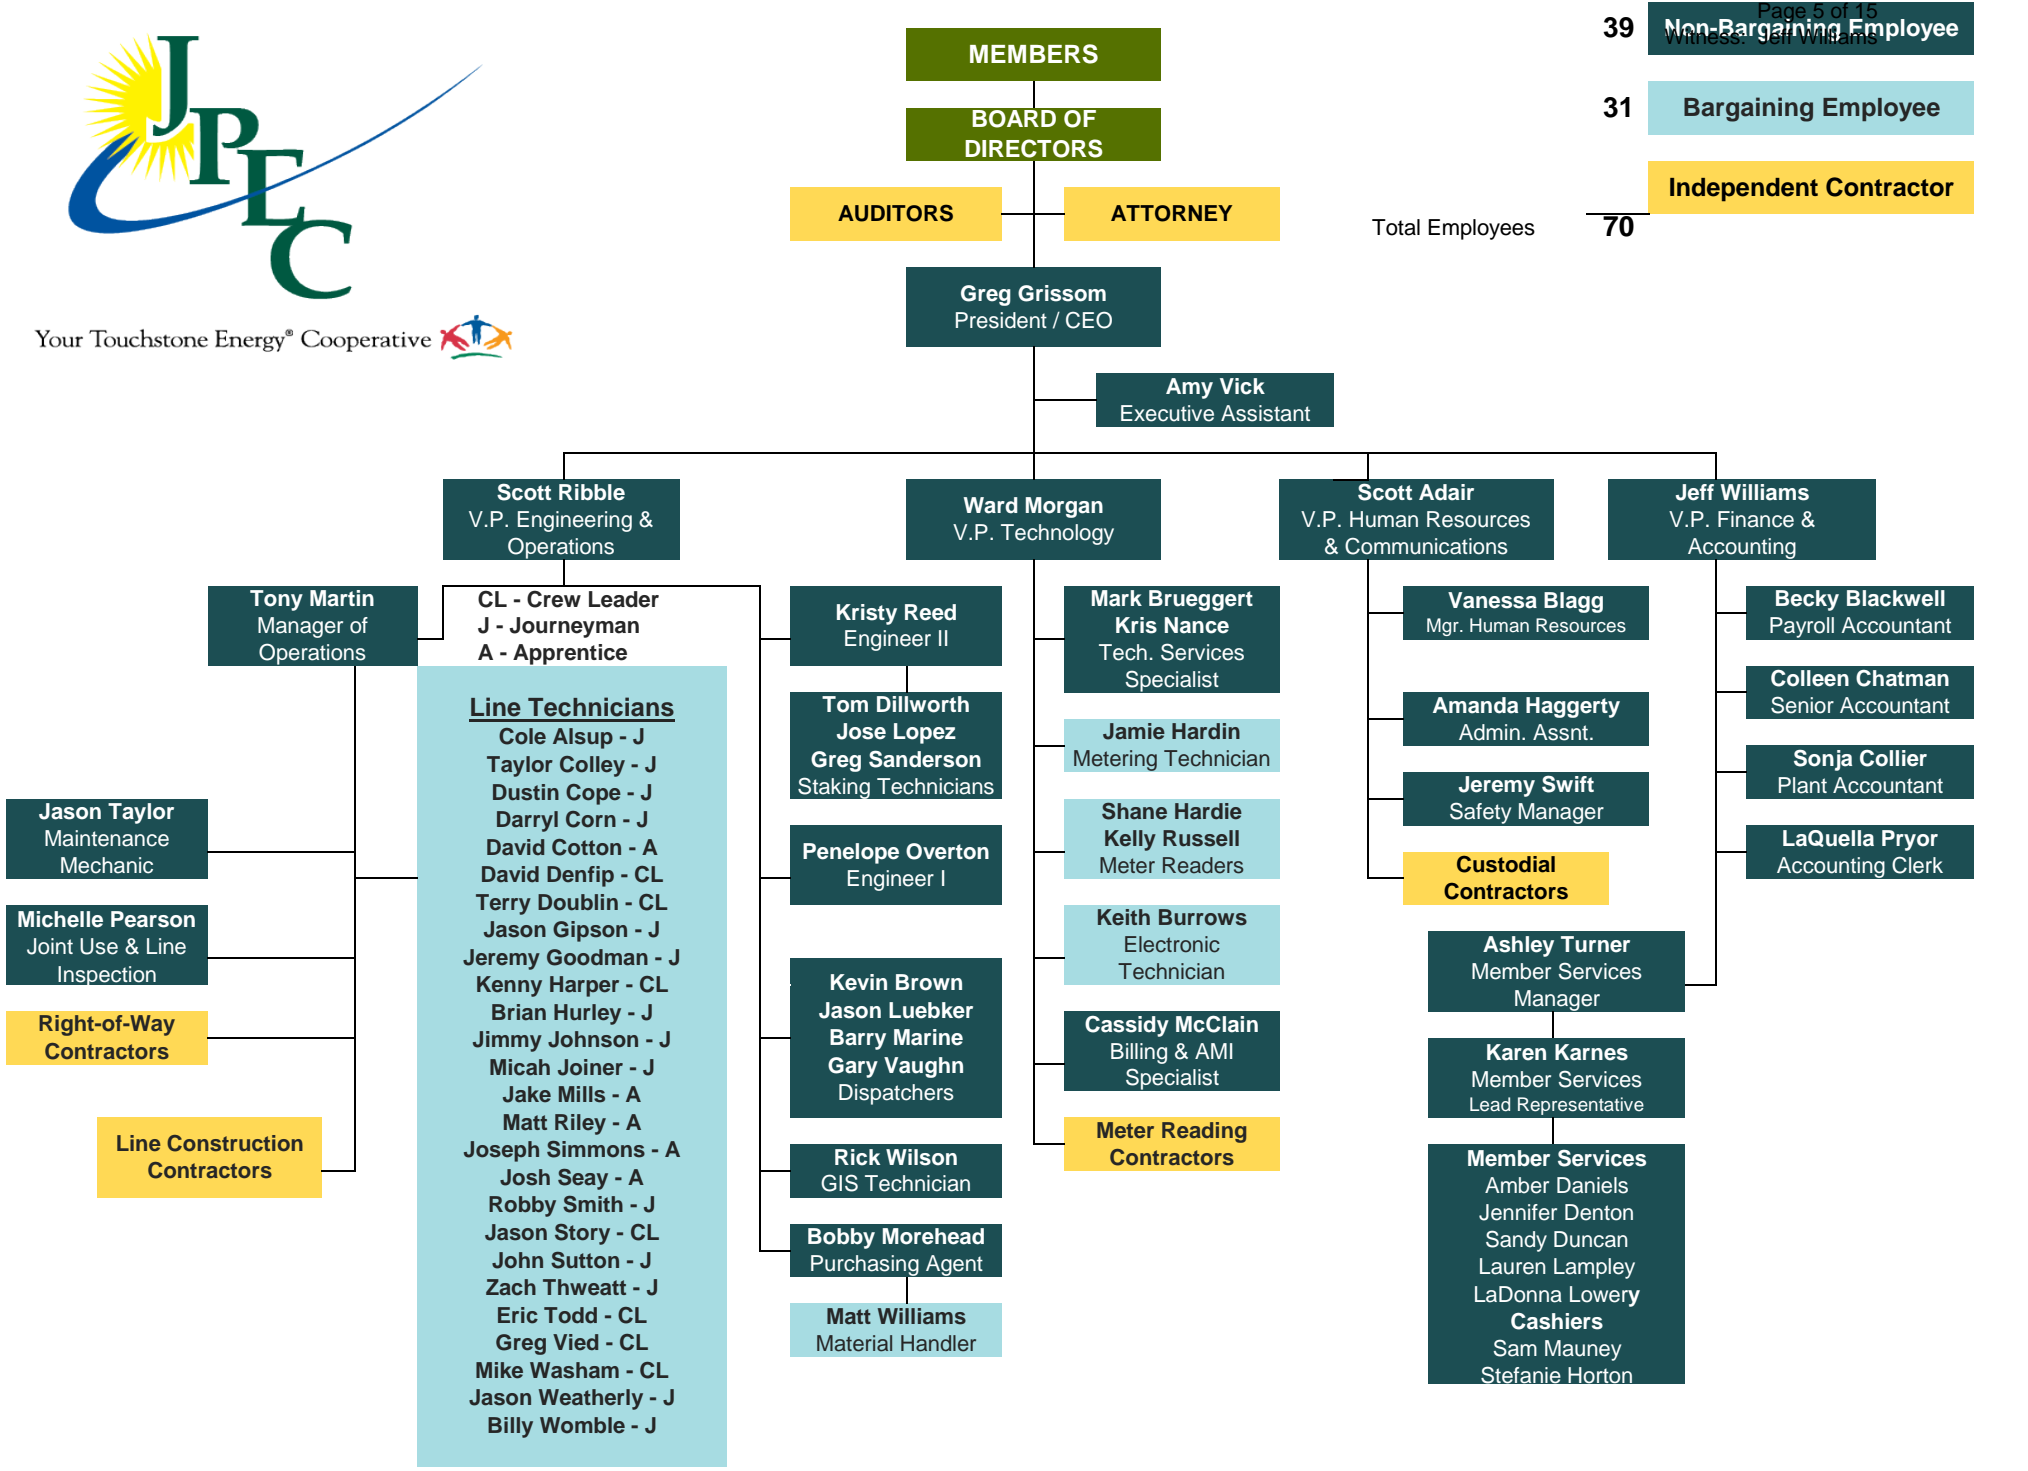 JPEC
Your Touchstone Energy® Cooperative
Page 5 of 15
Witness: Jeff Williams
39 Non-Bargaining Employee
31 Bargaining Employee
Independent Contractor
Total Employees 70
MEMBERS
BOARD OF
DIRECTORS
AUDITORS
ATTORNEY
Greg Grissom
President / CEO
Amy Vick
Executive Assistant
Scott Ribble
V.P. Engineering &
Operations
Ward Morgan
V.P. Technology
Scott Adair
V.P. Human Resources
& Communications
Jeff Williams
V.P. Finance &
Accounting
Tony Martin
Manager of
Operations
CL - Crew Leader
J - Journeyman
A - Apprentice
Jason Taylor
Maintenance
Mechanic
Michelle Pearson
Joint Use & Line
Inspection
Right-of-Way
Contractors
Line Construction
Contractors
Line Technicians
Cole Alsup - J
Taylor Colley - J
Dustin Cope - J
Darryl Corn - J
David Cotton - A
David Denfip - CL
Terry Doublin - CL
Jason Gipson - J
Jeremy Goodman - J
Kenny Harper - CL
Brian Hurley - J
Jimmy Johnson - J
Micah Joiner - J
Jake Mills - A
Matt Riley - A
Joseph Simmons - A
Josh Seay - A
Robby Smith - J
Jason Story - CL
John Sutton - J
Zach Thweatt - J
Eric Todd - CL
Greg Vied - CL
Mike Washam - CL
Jason Weatherly - J
Billy Womble - J
Kristy Reed
Engineer II
Tom Dillworth
Jose Lopez
Greg Sanderson
Staking Technicians
Penelope Overton
Engineer I
Kevin Brown
Jason Luebker
Barry Marine
Gary Vaughn
Dispatchers
Rick Wilson
GIS Technician
Bobby Morehead
Purchasing Agent
Matt Williams
Material Handler
Mark Brueggert
Kris Nance
Tech. Services
Specialist
Jamie Hardin
Metering Technician
Shane Hardie
Kelly Russell
Meter Readers
Keith Burrows
Electronic
Technician
Cassidy McClain
Billing & AMI
Specialist
Meter Reading
Contractors
Vanessa Blagg
Mgr. Human Resources
Amanda Haggerty
Admin. Assnt.
Jeremy Swift
Safety Manager
Custodial
Contractors
Becky Blackwell
Payroll Accountant
Colleen Chatman
Senior Accountant
Sonja Collier
Plant Accountant
LaQuella Pryor
Accounting Clerk
Ashley Turner
Member Services
Manager
Karen Karnes
Member Services
Lead Representative
Member Services
Amber Daniels
Jennifer Denton
Sandy Duncan
Lauren Lampley
LaDonna Lowery
Cashiers
Sam Mauney
Stefanie Horton